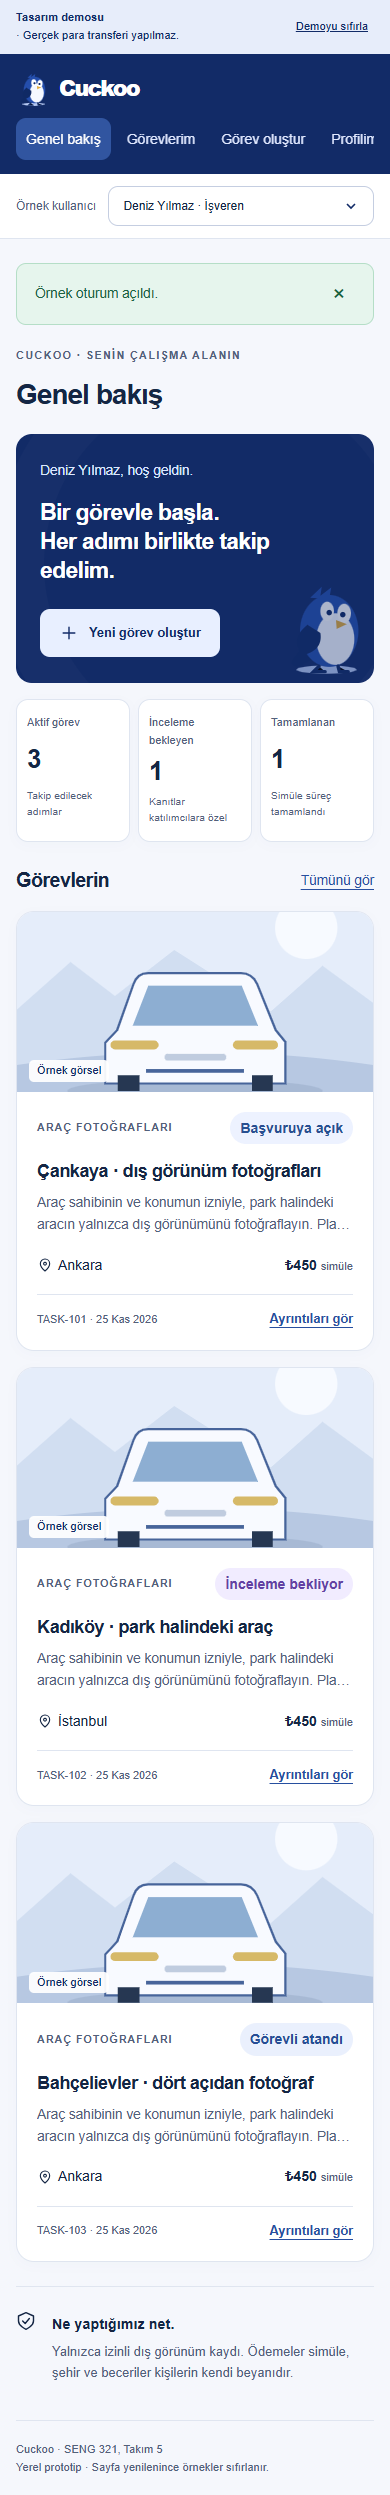 Tasarım demosu
· Gerçek para transferi yapılmaz.
Demoyu sıfırla
Cuckoo
Genel bakış
Görevlerim
Görev oluştur
Profilim
Örnek kullanıcı
Deniz Yılmaz · İşveren
Örnek oturum açıldı.
CUCKOO · SENİN ÇALIŞMA ALANIN
Genel bakış
Deniz Yılmaz, hoş geldin.
Bir görevle başla.
Her adımı birlikte takip
edelim.
Yeni görev oluştur
Aktif görev
3
Takip edilecek
adımlar
İnceleme
bekleyen
1
Kanıtlar
katılımcılara özel
Tamamlanan
1
Simüle süreç
tamamlandı
Görevlerin
Tümünü gör
Örnek görsel
ARAÇ FOTOĞRAFLARI
Başvuruya açık
Çankaya · dış görünüm fotoğrafları
Araç sahibinin ve konumun izniyle, park halindeki
aracın yalnızca dış görünümünü fotoğraflayın. Pla...
Ankara
₺450 simüle
TASK-101 · 25 Kas 2026
Ayrıntıları gör
Örnek görsel
ARAÇ FOTOĞRAFLARI
İnceleme bekliyor
Kadıköy · park halindeki araç
Araç sahibinin ve konumun izniyle, park halindeki
aracın yalnızca dış görünümünü fotoğraflayın. Pla...
İstanbul
₺450 simüle
TASK-102 · 25 Kas 2026
Ayrıntıları gör
Örnek görsel
ARAÇ FOTOĞRAFLARI
Görevli atandı
Bahçelievler · dört açıdan fotoğraf
Araç sahibinin ve konumun izniyle, park halindeki
aracın yalnızca dış görünümünü fotoğraflayın. Pla...
Ankara
₺450 simüle
TASK-103 · 25 Kas 2026
Ayrıntıları gör
Ne yaptığımız net.
Yalnızca izinli dış görünüm kaydı. Ödemeler simüle,
şehir ve beceriler kişilerin kendi beyanıdır.
Cuckoo · SENG 321, Takım 5
Yerel prototip · Sayfa yenilenince örnekler sıfırlanır.